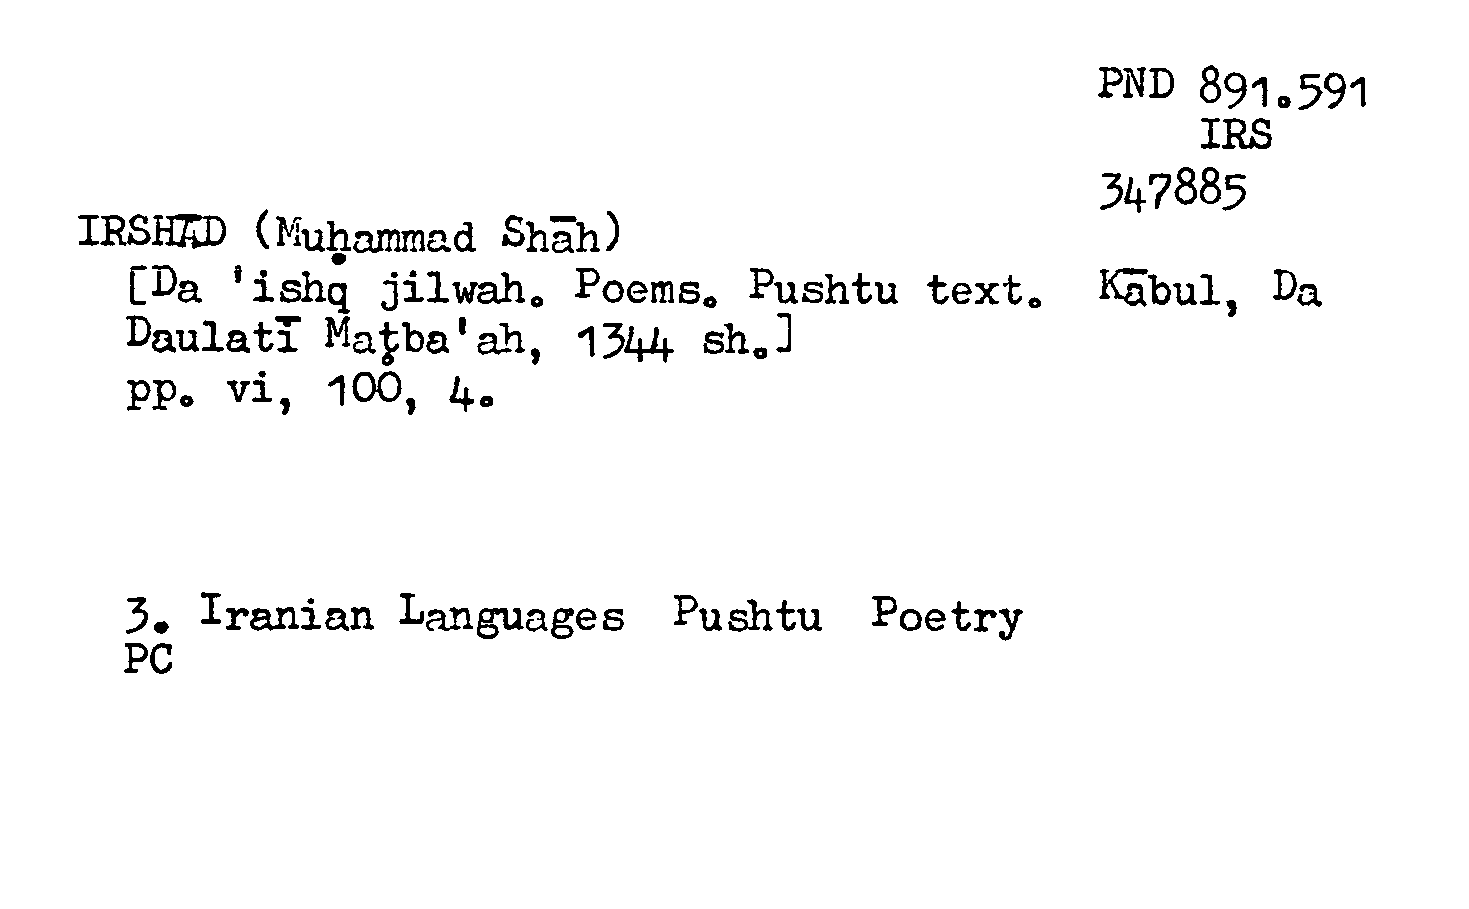 PND 891.591
IRS
347885
IRSHĀD (Muḥammad Shāh)
[Da 'ishq jilwah. Poems. Pushtu text. Kābul, Da
Daulatī Maṭba'ah, 1344 sh.]
pp. vi, 100, 4.
3. Iranian Languages Pushtu Poetry
PC